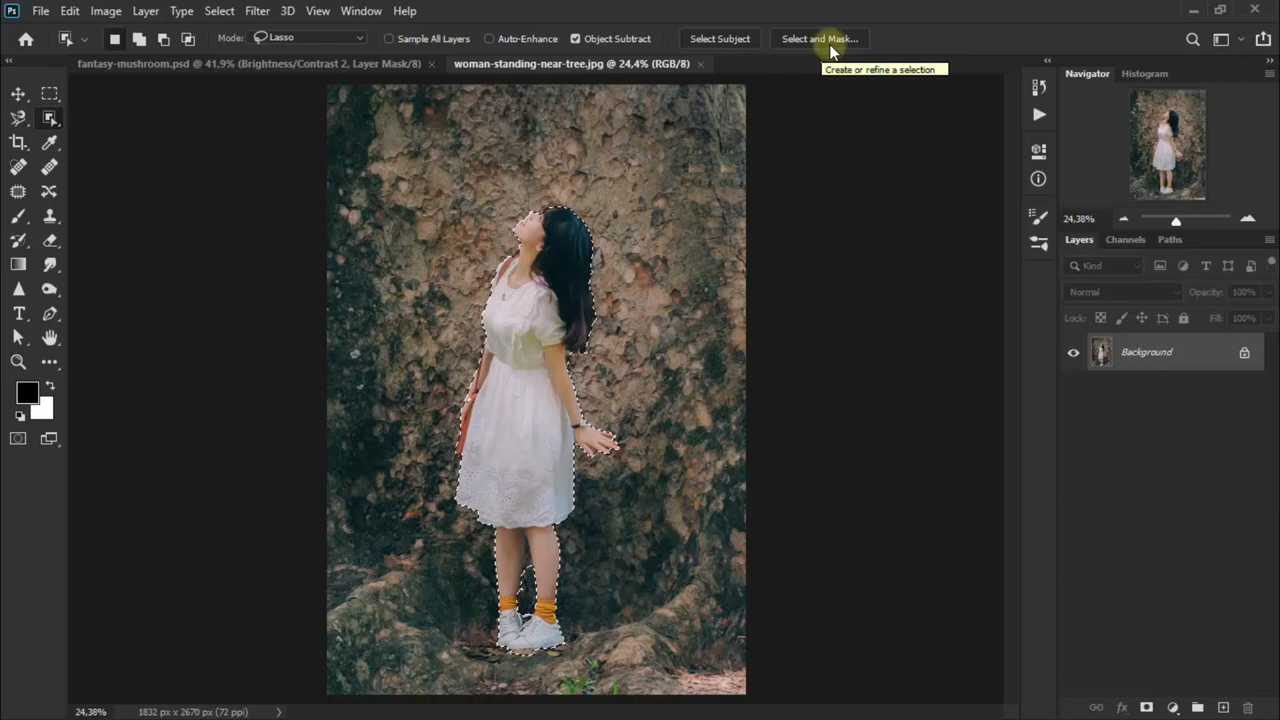 Ps File Edit Image Layer Type Select Filter 3D View Window Help
Mode: Lasso Sample All Layers Auto-Enhance Object Subtract Select Subject Select and Mask...
fantasy-mushroom.psd @ 41,9% (Brightness/Contrast 2, Layer Mask/8) woman-standing-near-tree.jpg @ 24,4% (RGB/8)
Create or refine a selection
Navigator Histogram
24,38%
Layers Channels Paths
Kind
Normal Opacity: 100%
Lock: Fill: 100%
Background
24,38% 1832 px x 2670 px (72 ppi)